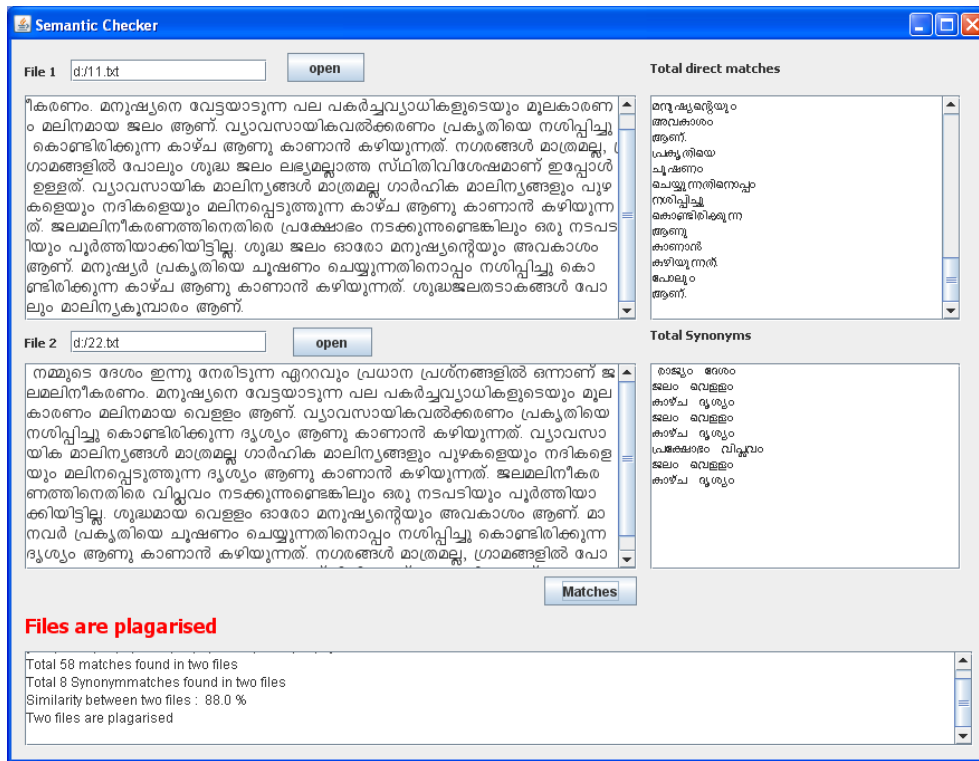 Semantic Checker
File 1 d:/11.txt open Total direct matches
ീകരണം. മനുഷ്യനെ വേട്ടയാടുന്ന പല പകർച്ചവ്യാധികളുടെയും മൂലകാരണ
ം മലിനമായ ജലം ആണ്. വ്യാവസായികവൽക്കരണം പ്രകൃതിയെ നശിപ്പിച്ചു
കൊണ്ടിരിക്കുന്ന കാഴ്ച ആണു കാണാൻ കഴിയുന്നത്. നഗരങ്ങൾ മാത്രമല്ല,
ഗാമങ്ങളിൽ പോലും ശുദ്ധ ജലം ലഭ്യമല്ലാത്ത സ്ഥിതിവിശേഷമാണ് ഇപ്പോൾ
ഉള്ളത്. വ്യാവസായിക മാലിന്യങ്ങൾ മാത്രമല്ല ഗാർഹിക മാലിന്യങ്ങളും പുഴ
കളെയും നദികളെയും മലിനപ്പെടുത്തുന്ന കാഴ്ച ആണു കാണാൻ കഴിയുന്ന
ത്. ജലമലിനീകരണത്തിനെതിരെ പ്രക്ഷോഭം നടക്കുന്നുണ്ടെങ്കിലും ഒരു നടപട
ിയും പൂർത്തിയാക്കിയിട്ടില്ല. ശുദ്ധ ജലം ഓരോ മനുഷ്യന്റെയും അവകാശം
ആണ്. മനുഷ്യർ പ്രകൃതിയെ ചൂഷണം ചെയ്യുന്നതിനൊപ്പം നശിപ്പിച്ചു കൊ
ണ്ടിരിക്കുന്ന കാഴ്ച ആണു കാണാൻ കഴിയുന്നത്. ശുദ്ധജലതടാകങ്ങൾ പോ
ലും മാലിന്യകൂമ്പാരം ആണ്.
മനുഷ്യന്റെയും
അവകാശം
ആണ്.
പ്രകൃതിയെ
ചൂഷണം
ചെയ്യുന്നതിനൊപ്പം
നശിപ്പിച്ചു
കൊണ്ടിരിക്കുന്ന
ആണു
കാണാൻ
കഴിയുന്നത്.
പോലും
ആണ്.
File 2 d:/22.txt open Total Synonyms
നമ്മുടെ ദേശം ഇന്നു നേരിടുന്ന ഏററവും പ്രധാന പ്രശ്നങ്ങളിൽ ഒന്നാണ് ജ
ലമലിനീകരണം. മനുഷ്യനെ വേട്ടയാടുന്ന പല പകർച്ചവ്യാധികളുടെയും മൂല
കാരണം മലിനമായ വെള്ളം ആണ്. വ്യാവസായികവൽക്കരണം പ്രകൃതിയെ
നശിപ്പിച്ചു കൊണ്ടിരിക്കുന്ന ദൃശ്യം ആണു കാണാൻ കഴിയുന്നത്. വ്യാവസാ
യിക മാലിന്യങ്ങൾ മാത്രമല്ല ഗാർഹിക മാലിന്യങ്ങളും പുഴകളെയും നദികളെ
യും മലിനപ്പെടുത്തുന്ന ദൃശ്യം ആണു കാണാൻ കഴിയുന്നത്. ജലമലിനീകര
ണത്തിനെതിരെ വിപ്ലവം നടക്കുന്നുണ്ടെങ്കിലും ഒരു നടപടിയും പൂർത്തിയാ
ക്കിയിട്ടില്ല. ശുദ്ധമായ വെള്ളം ഓരോ മനുഷ്യന്റെയും അവകാശം ആണ്. മാ
നവർ പ്രകൃതിയെ ചൂഷണം ചെയ്യുന്നതിനൊപ്പം നശിപ്പിച്ചു കൊണ്ടിരിക്കുന്ന
ദൃശ്യം ആണു കാണാൻ കഴിയുന്നത്. നഗരങ്ങൾ മാത്രമല്ല, ഗ്രാമങ്ങളിൽ പോ
രാജ്യം ദേശം
ജലം വെള്ളം
കാഴ്ച ദൃശ്യം
ജലം വെള്ളം
കാഴ്ച ദൃശ്യം
പ്രക്ഷോഭം വിപ്ലവം
ജലം വെള്ളം
കാഴ്ച ദൃശ്യം
Matches
Files are plagarised
Total 58 matches found in two files
Total 8 Synonymmatches found in two files
Similarity between two files : 88.0 %
Two files are plagarised